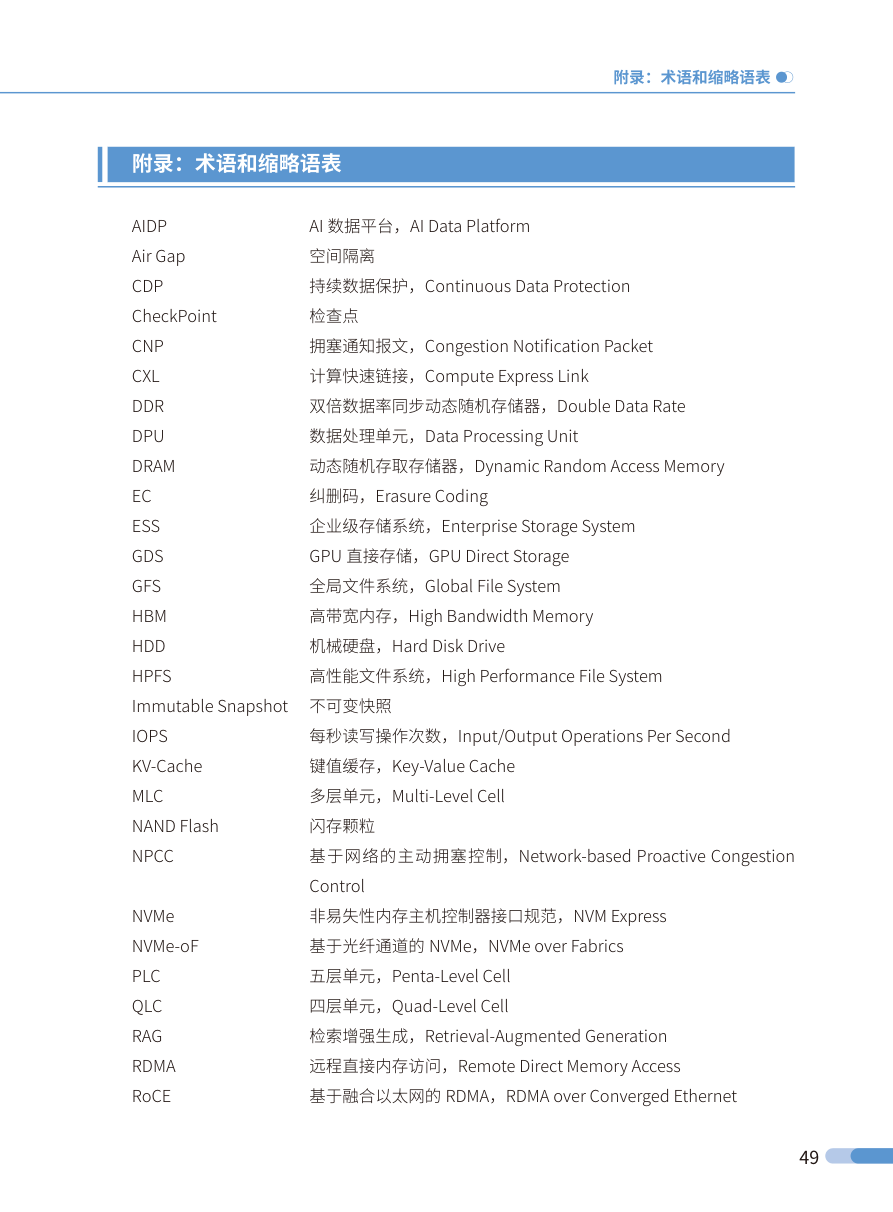 附录：术语和缩略语表
附录：术语和缩略语表
AIDP AI 数据平台，AI Data Platform
Air Gap 空间隔离
CDP 持续数据保护，Continuous Data Protection
CheckPoint 检查点
CNP 拥塞通知报文，Congestion Notification Packet
CXL 计算快速链接，Compute Express Link
DDR 双倍数据率同步动态随机存储器，Double Data Rate
DPU 数据处理单元，Data Processing Unit
DRAM 动态随机存取存储器，Dynamic Random Access Memory
EC 纠删码，Erasure Coding
ESS 企业级存储系统，Enterprise Storage System
GDS GPU 直接存储，GPU Direct Storage
GFS 全局文件系统，Global File System
HBM 高带宽内存，High Bandwidth Memory
HDD 机械硬盘，Hard Disk Drive
HPFS 高性能文件系统，High Performance File System
Immutable Snapshot 不可变快照
IOPS 每秒读写操作次数，Input/Output Operations Per Second
KV-Cache 键值缓存，Key-Value Cache
MLC 多层单元，Multi-Level Cell
NAND Flash 闪存颗粒
NPCC 基于网络的主动拥塞控制，Network-based Proactive Congestion
Control
NVMe 非易失性内存主机控制器接口规范，NVM Express
NVMe-oF 基于光纤通道的 NVMe，NVMe over Fabrics
PLC 五层单元，Penta-Level Cell
QLC 四层单元，Quad-Level Cell
RAG 检索增强生成，Retrieval-Augmented Generation
RDMA 远程直接内存访问，Remote Direct Memory Access
RoCE 基于融合以太网的 RDMA，RDMA over Converged Ethernet
49